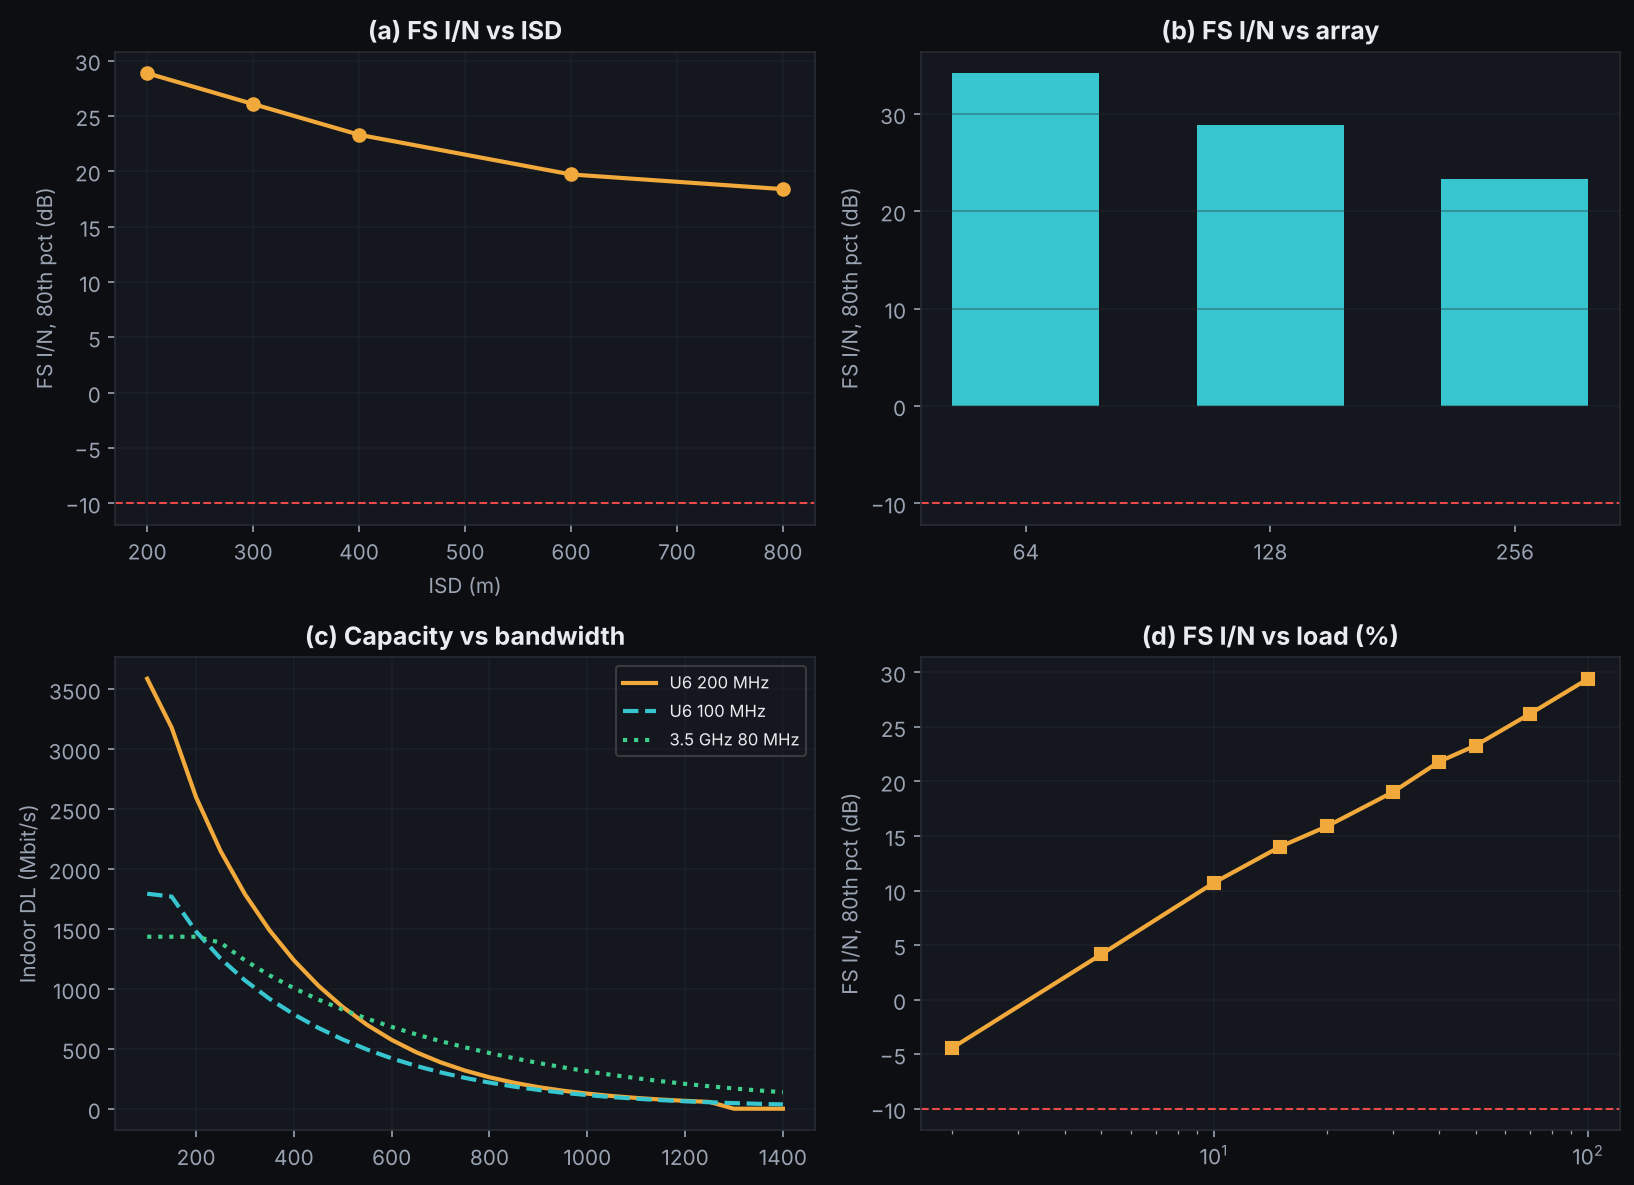 (a) FS I/N vs ISD
FS I/N, 80th pct (dB)
30
25
20
15
10
5
0
−5
−10
200 300 400 500 600 700 800
ISD (m)
(b) FS I/N vs array
FS I/N, 80th pct (dB)
30
20
10
0
−10
64 128 256
(c) Capacity vs bandwidth
Indoor DL (Mbit/s)
3500
3000
2500
2000
1500
1000
500
0
200 400 600 800 1000 1200 1400
U6 200 MHz
U6 100 MHz
3.5 GHz 80 MHz
(d) FS I/N vs load (%)
FS I/N, 80th pct (dB)
30
25
20
15
10
5
0
−5
−10
10¹ 10²